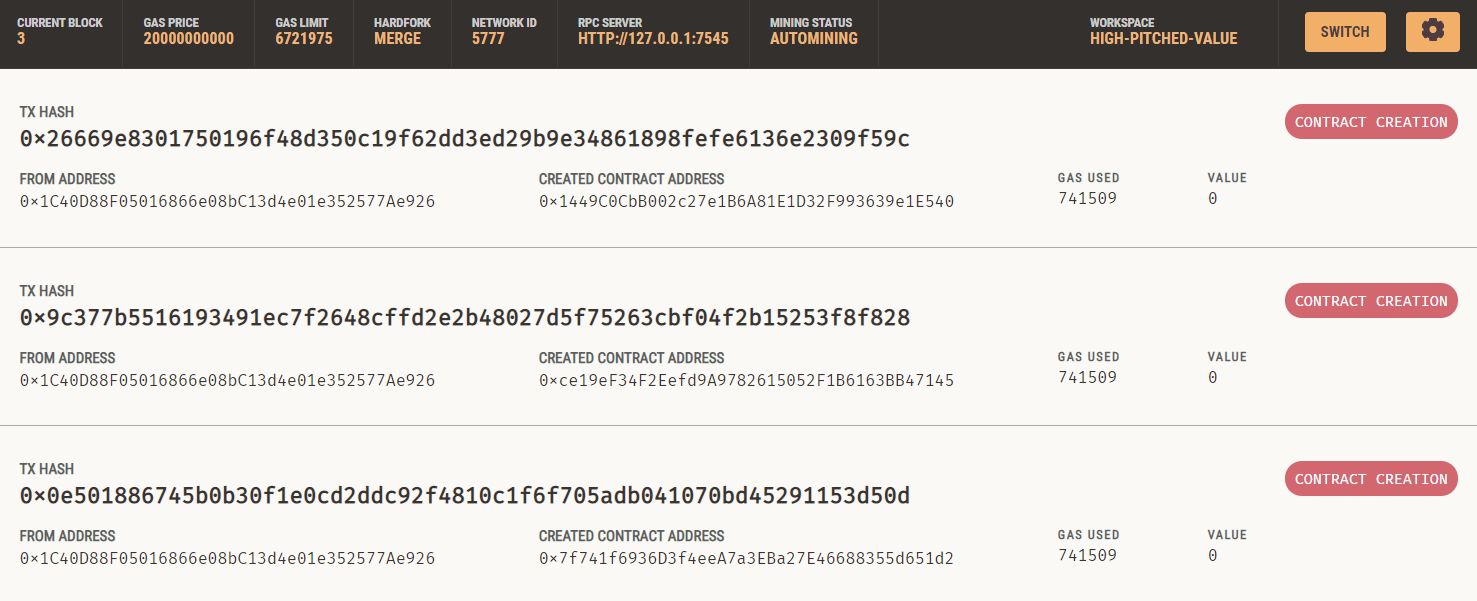 CURRENT BLOCK GAS PRICE GAS LIMIT HARDFORK NETWORK ID RPC SERVER MINING STATUS WORKSPACE
3 20000000000 6721975 MERGE 5777 HTTP://127.0.0.1:7545 AUTOMINING HIGH-PITCHED-VALUE SWITCH
TX HASH
0×26669e8301750196f48d350c19f62dd3ed29b9e34861898fefe6136e2309f59c CONTRACT CREATION
FROM ADDRESS CREATED CONTRACT ADDRESS GAS USED VALUE
0×1C40D88F05016866e08bC13d4e01e352577Ae926 0×1449C0CbB002c27e1B6A81E1D32F993639e1E540 741509 0
TX HASH
0×9c377b5516193491ec7f2648cffd2e2b48027d5f75263cbf04f2b15253f8f828 CONTRACT CREATION
FROM ADDRESS CREATED CONTRACT ADDRESS GAS USED VALUE
0×1C40D88F05016866e08bC13d4e01e352577Ae926 0×ce19eF34F2Eefd9A9782615052F1B6163BB47145 741509 0
TX HASH
0×0e501886745b0b30f1e0cd2ddc92f4810c1f6f705adb041070bd45291153d50d CONTRACT CREATION
FROM ADDRESS CREATED CONTRACT ADDRESS GAS USED VALUE
0×1C40D88F05016866e08bC13d4e01e352577Ae926 0×7f741f6936D3f4eeA7a3EBa27E46688355d651d2 741509 0